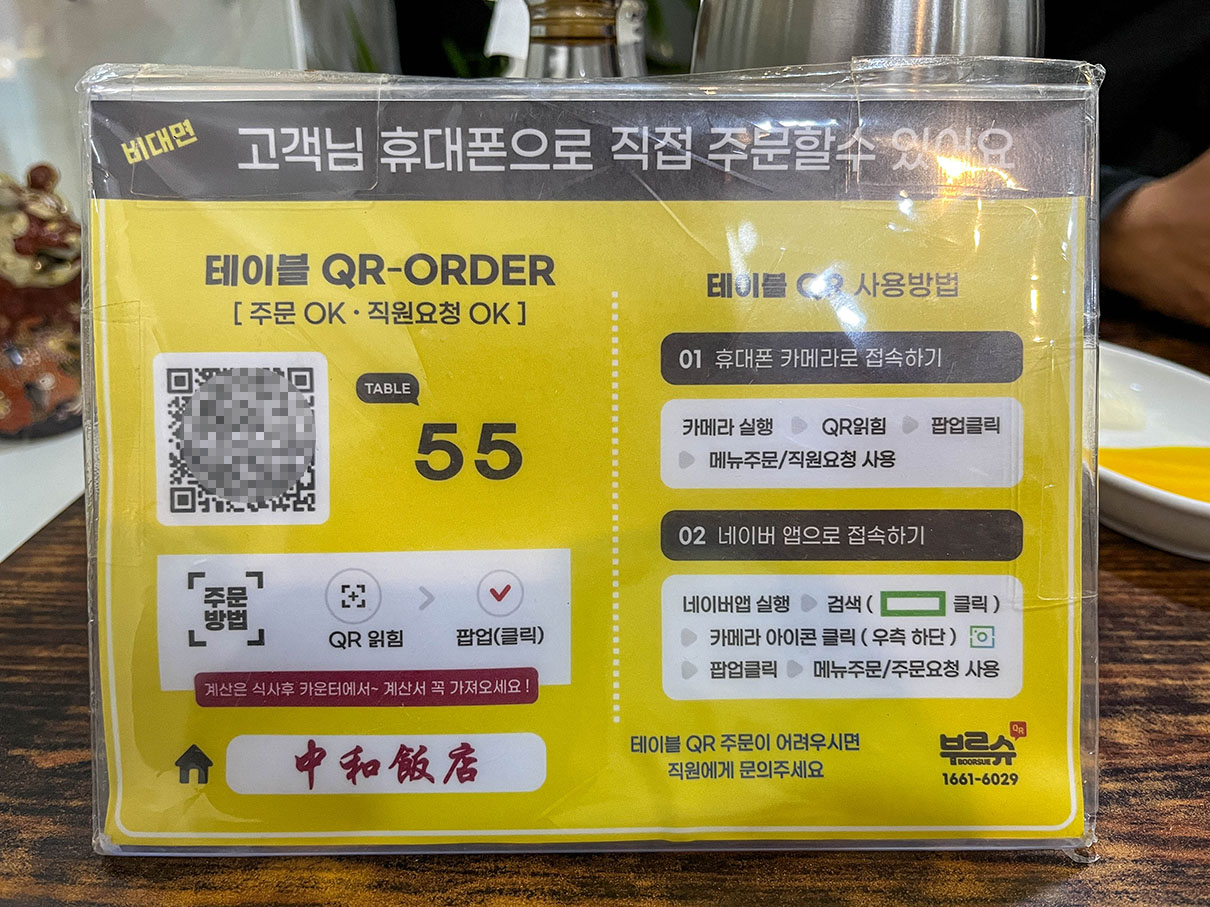 비대면
고객님 휴대폰으로 직접 주문할수 있어요
테이블 QR-ORDER
[ 주문 OK · 직원요청 OK ]
TABLE
55
주문
방법
QR 읽힘
팝업(클릭)
계산은 식사후 카운터에서~ 계산서 꼭 가져오세요 !
中和飯店
테이블 QR 사용방법
01 휴대폰 카메라로 접속하기
카메라 실행 QR읽힘 팝업클릭
메뉴주문/직원요청 사용
02 네이버 앱으로 접속하기
네이버앱 실행 검색 ( 클릭 )
카메라 아이콘 클릭 ( 우측 하단 )
팝업클릭 메뉴주문/주문요청 사용
테이블 QR 주문이 어려우시면
직원에게 문의주세요
QR
부르슈
BOORSUE
1661-6029